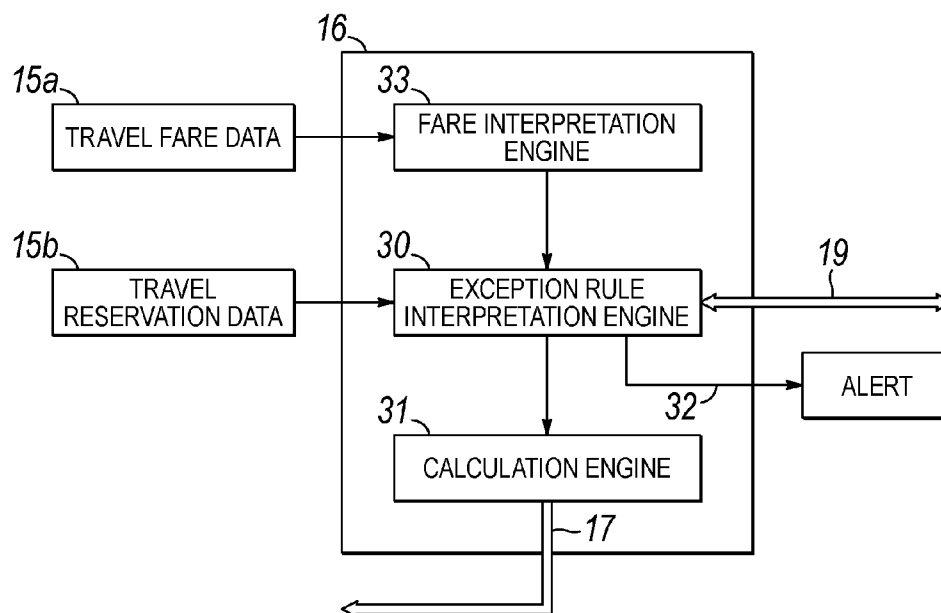 16
15a
TRAVEL FARE DATA
33
FARE INTERPRETATION
ENGINE
15b
TRAVEL
RESERVATION DATA
30
EXCEPTION RULE
INTERPRETATION ENGINE
19
32
ALERT
31
CALCULATION ENGINE
17